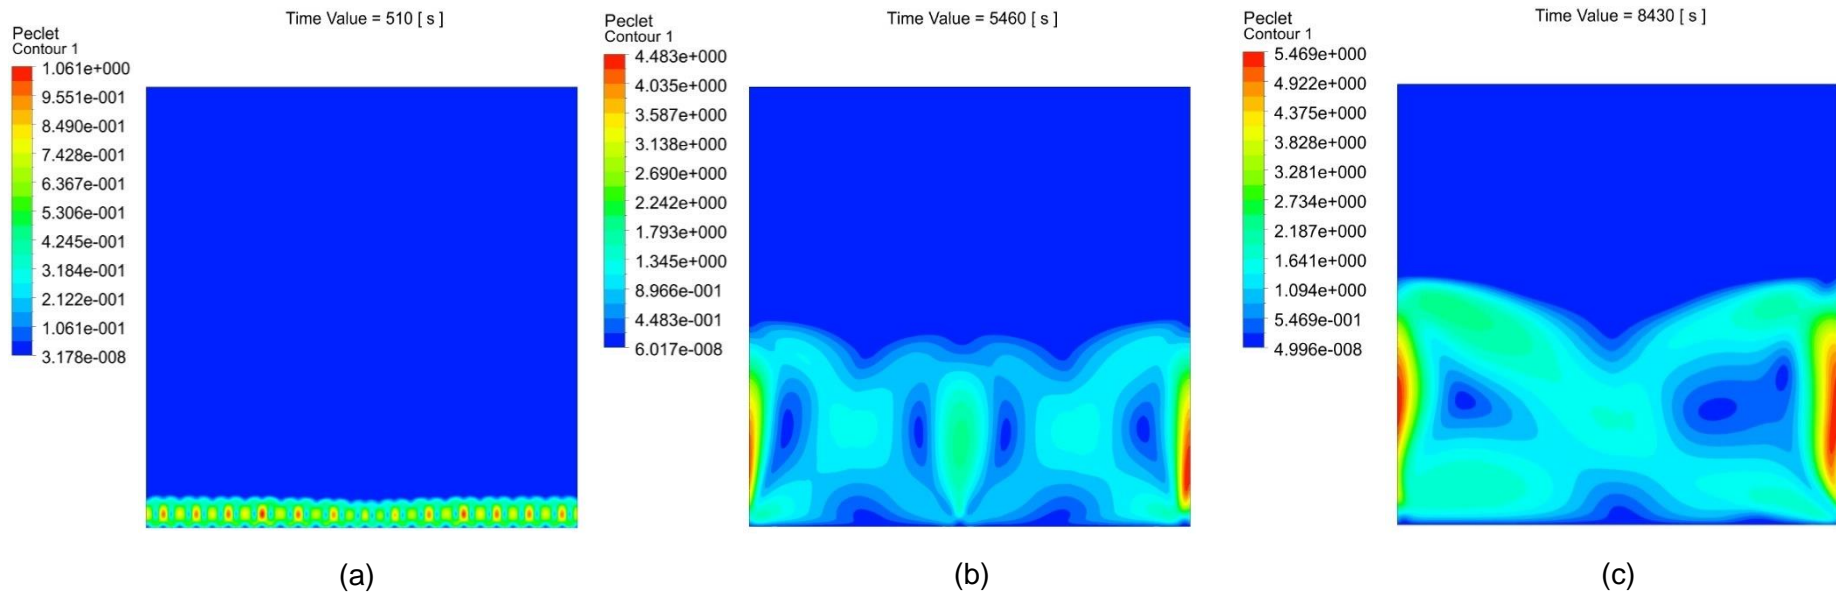 Time Value = 510 [ s ]
Peclet
Contour 1
1.061e+000
9.551e-001
8.490e-001
7.428e-001
6.367e-001
5.306e-001
4.245e-001
3.184e-001
2.122e-001
1.061e-001
3.178e-008
(a)
Time Value = 5460 [ s ]
Peclet
Contour 1
4.483e+000
4.035e+000
3.587e+000
3.138e+000
2.690e+000
2.242e+000
1.793e+000
1.345e+000
8.966e-001
4.483e-001
6.017e-008
(b)
Time Value = 8430 [ s ]
Peclet
Contour 1
5.469e+000
4.922e+000
4.375e+000
3.828e+000
3.281e+000
2.734e+000
2.187e+000
1.641e+000
1.094e+000
5.469e-001
4.996e-008
(c)